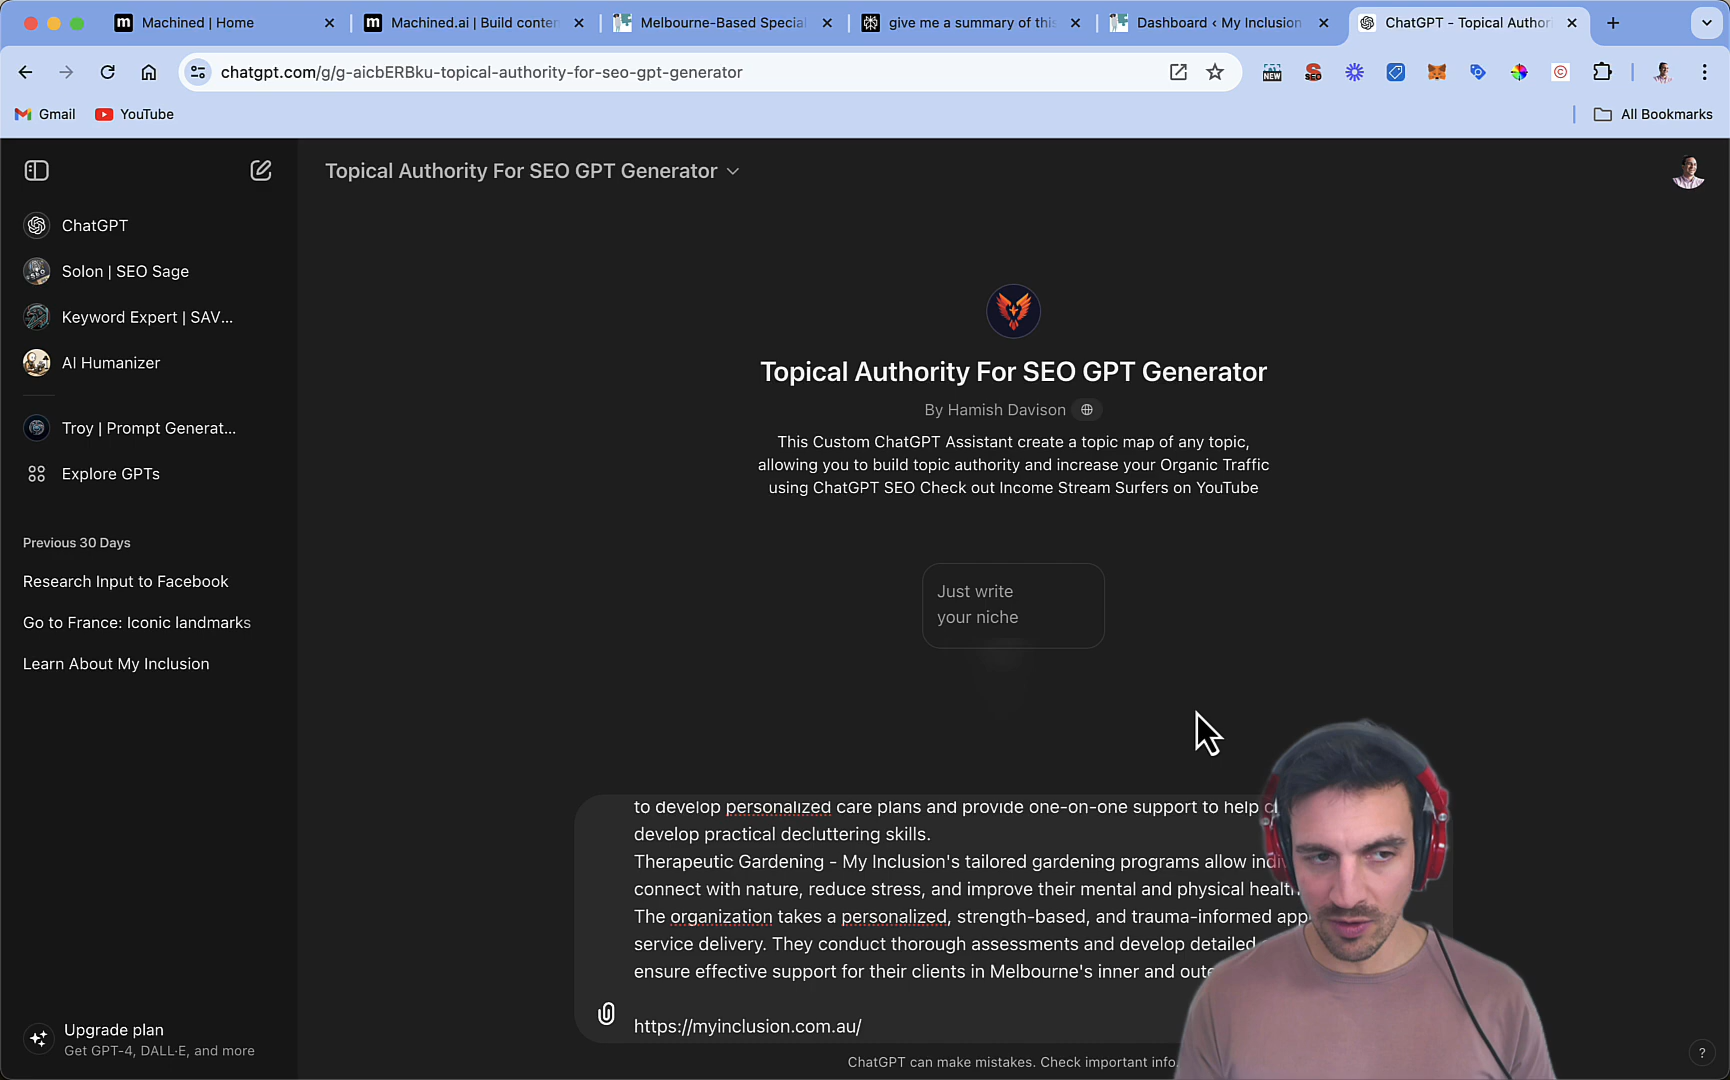 Machined | Home
Machined.ai | Build conten
Melbourne-Based Specia
give me a summary of this
Dashboard ‹ My Inclusion
ChatGPT - Topical Author
chatgpt.com/g/g-aicbERBku-topical-authority-for-seo-gpt-generator
NEW
SEO
Gmail
YouTube
All Bookmarks
Topical Authority For SEO GPT Generator
ChatGPT
Solon | SEO Sage
Keyword Expert | SAV...
AI Humanizer
Troy | Prompt Generat...
Explore GPTs
Previous 30 Days
Research Input to Facebook
Go to France: Iconic landmarks
Learn About My Inclusion
Upgrade plan
Get GPT-4, DALL·E, and more
Topical Authority For SEO GPT Generator
By Hamish Davison
This Custom ChatGPT Assistant create a topic map of any topic,
allowing you to build topic authority and increase your Organic Traffic
using ChatGPT SEO Check out Income Stream Surfers on YouTube
Just write
your niche
to develop personalized care plans and provide one-on-one support to help
develop practical decluttering skills.
Therapeutic Gardening - My Inclusion's tailored gardening programs allow
connect with nature, reduce stress, and improve their mental and physical health
The organization takes a personalized, strength-based, and trauma-informed
service delivery. They conduct thorough assessments and develop detailed
ensure effective support for their clients in Melbourne's inner and
https://myinclusion.com.au/
ChatGPT can make mistakes. Check important info.
?